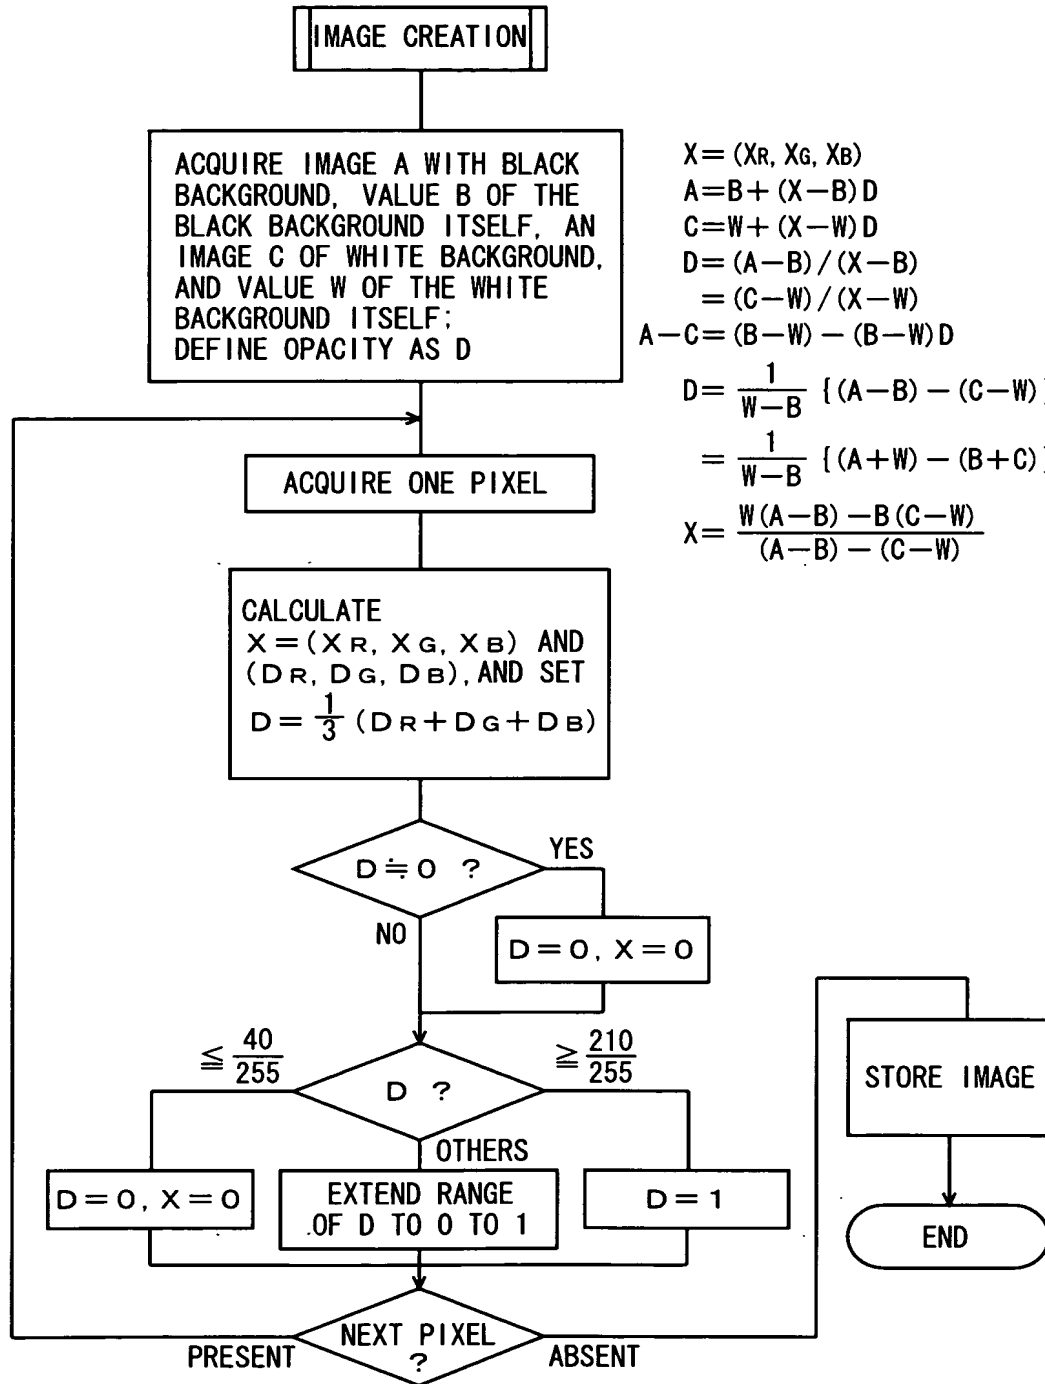 IMAGE CREATION
ACQUIRE IMAGE A WITH BLACK
BACKGROUND, VALUE B OF THE
BLACK BACKGROUND ITSELF, AN
IMAGE C OF WHITE BACKGROUND,
AND VALUE W OF THE WHITE
BACKGROUND ITSELF;
DEFINE OPACITY AS D
X=(XR, XG, XB)
A=B+(X−B)D
C=W+(X−W)D
D=(A−B)/(X−B)
=(C−W)/(X−W)
A−C=(B−W)−(B−W)D
D= 1/(W−B) {(A−B)−(C−W)}
= 1/(W−B) {(A+W)−(B+C)}
X= (W(A−B)−B(C−W))/((A−B)−(C−W))
ACQUIRE ONE PIXEL
CALCULATE
X=(XR, XG, XB) AND
(DR, DG, DB), AND SET
D= 1/3 (DR+DG+DB)
D≒0 ?
YES
NO
D=0, X=0
≦ 40/255
≧ 210/255
D ?
OTHERS
D=0, X=0
EXTEND RANGE
OF D TO 0 TO 1
D=1
NEXT PIXEL
?
PRESENT
ABSENT
STORE IMAGE
END